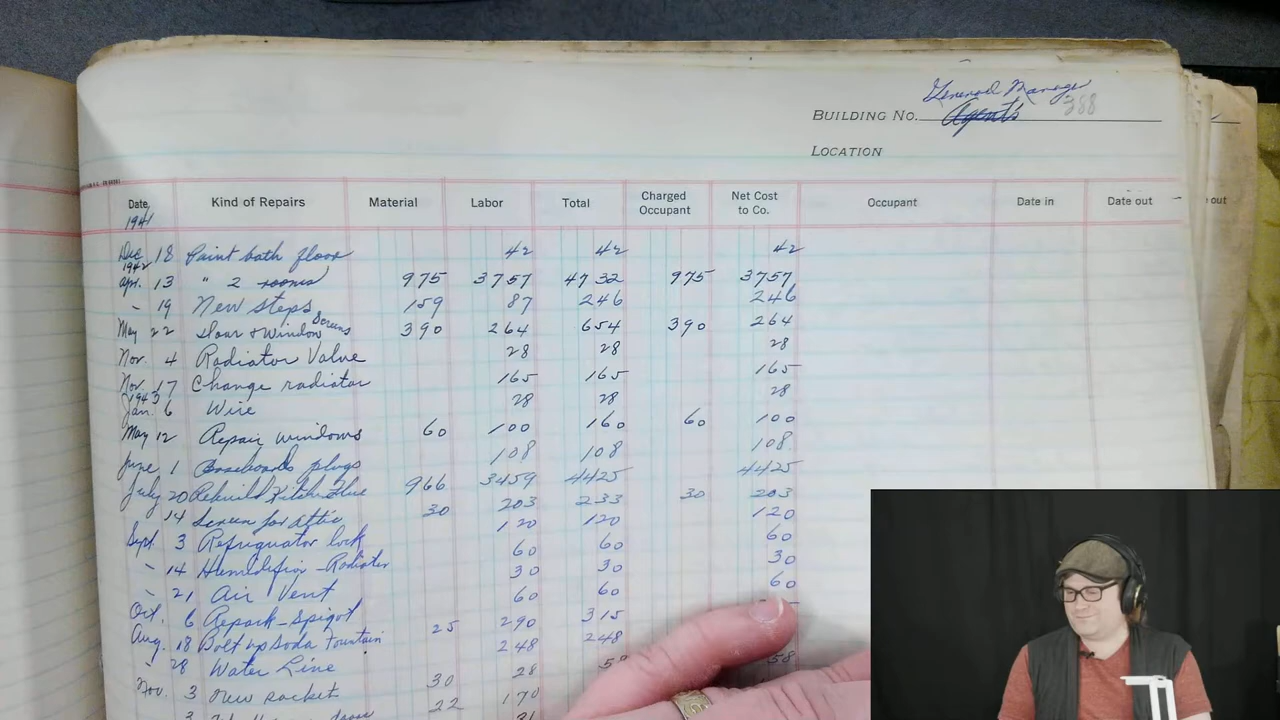 General Manager
BUILDING No. Agents 388
LOCATION
Date Kind of Repairs Material Labor Total Charged Occupant Net Cost to Co. Occupant Date in Date out
out
1941
Dec 18 Paint bath floor 42 42 42
1942
Apr. 13 " 2 rooms 975 3757 4732 975 3757
- 19 New steps 159 87 246 246
May 22 Door & Window Screens 390 264 654 390 264
Nov. 4 Radiator Valve 28 28 28
Nov. 17 Change radiator 165 165 165
1943
Jan. 6 Wire 28 28 28
May 12 Repair windows 60 100 160 60 100
June 1 Baseboard plugs 108 108 108
July 20 Rebuild Kitchen Flue 966 3459 4425 4425
14 Screen for attic 30 203 233 30 203
Sept. 3 Refriguator lock 120 120 120
- 14 Humidifier - Radiator 60 60 60
- 21 Air Vent 30 30 30
Oct. 6 Repack - Spigot 60 60 60
Aug. 18 Bolt up Soda Fountain 25 290 315
- 28 Water Line 248 248
Nov. 3 New socket 30 28 58 58
22 170